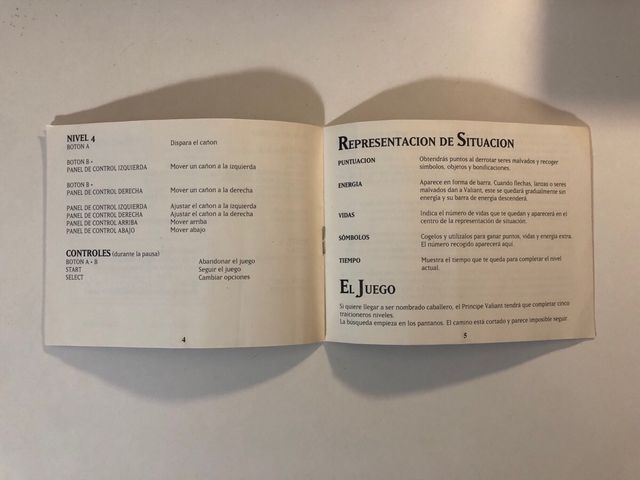 NIVEL 4
BOTON A Dispara el cañon
BOTON B +
PANEL DE CONTROL IZQUIERDA Mover un cañon a la izquierda
BOTON B +
PANEL DE CONTROL DERECHA Mover un cañon a la derecha
PANEL DE CONTROL IZQUIERDA Ajustar el cañon a la izquierda
PANEL DE CONTROL DERECHA Ajustar el cañon a la derecha
PANEL DE CONTROL ARRIBA Mover arriba
PANEL DE CONTROL ABAJO Mover abajo
CONTROLES (durante la pausa)
BOTON A + B Abandonar el juego
START Seguir el juego
SELECT Cambiar opciones
4
REPRESENTACION DE SITUACION
PUNTUACION Obtendrás puntos al derrotar seres malvados y recoger
símbolos, objetos y bonificaciones.
ENERGIA Aparece en forma de barra. Cuando flechas, lanzas o seres
malvados dan a Valiant, este se quedará gradualmente sin
energía y su barra de energía descenderá.
VIDAS Indica el número de vidas que te quedan y aparecerá en el
centro de la representación de situación.
SÓMBOLOS Cogelos y utilízalos para ganar puntos, vidas y energía extra.
El número recogido aparecerá aquí.
TIEMPO Muestra el tiempo que te queda para completar el nivel
actual.
EL JUEGO
Si quiere llegar a ser nombrado caballero, el Principe Valiant tendrá que completar cinco
traicioneros niveles.
La búsqueda empieza en los pantanos. El camino está cortado y parece imposible seguir
5